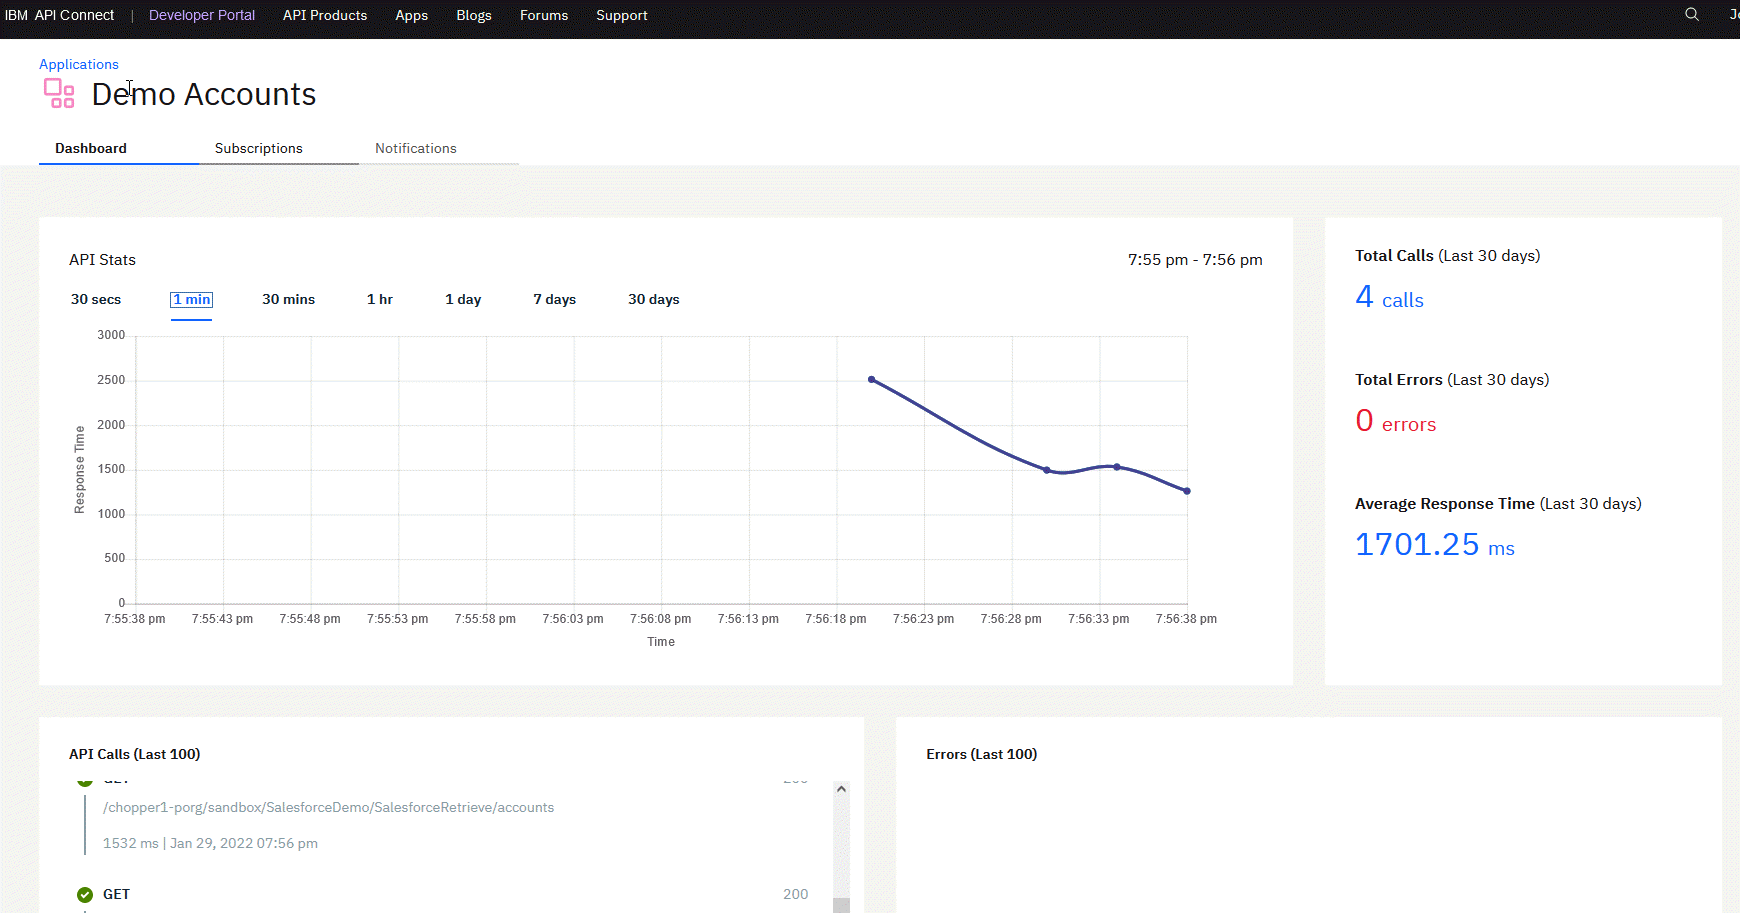 IBM API Connect | Developer Portal API Products Apps Blogs Forums Support
Applications
Demo Accounts
Dashboard Subscriptions Notifications
API Stats 7:55 pm - 7:56 pm
30 secs 1 min 30 mins 1 hr 1 day 7 days 30 days
3000
2500
2000
1500
1000
500
0
Response Time
7:55:38 pm 7:55:43 pm 7:55:48 pm 7:55:53 pm 7:55:58 pm 7:56:03 pm 7:56:08 pm 7:56:13 pm 7:56:18 pm 7:56:23 pm 7:56:28 pm 7:56:33 pm 7:56:38 pm
Time
Total Calls (Last 30 days)
4 calls
Total Errors (Last 30 days)
0 errors
Average Response Time (Last 30 days)
1701.25 ms
API Calls (Last 100)
/chopper1-porg/sandbox/SalesforceDemo/SalesforceRetrieve/accounts
1532 ms | Jan 29, 2022 07:56 pm
GET 200
Errors (Last 100)